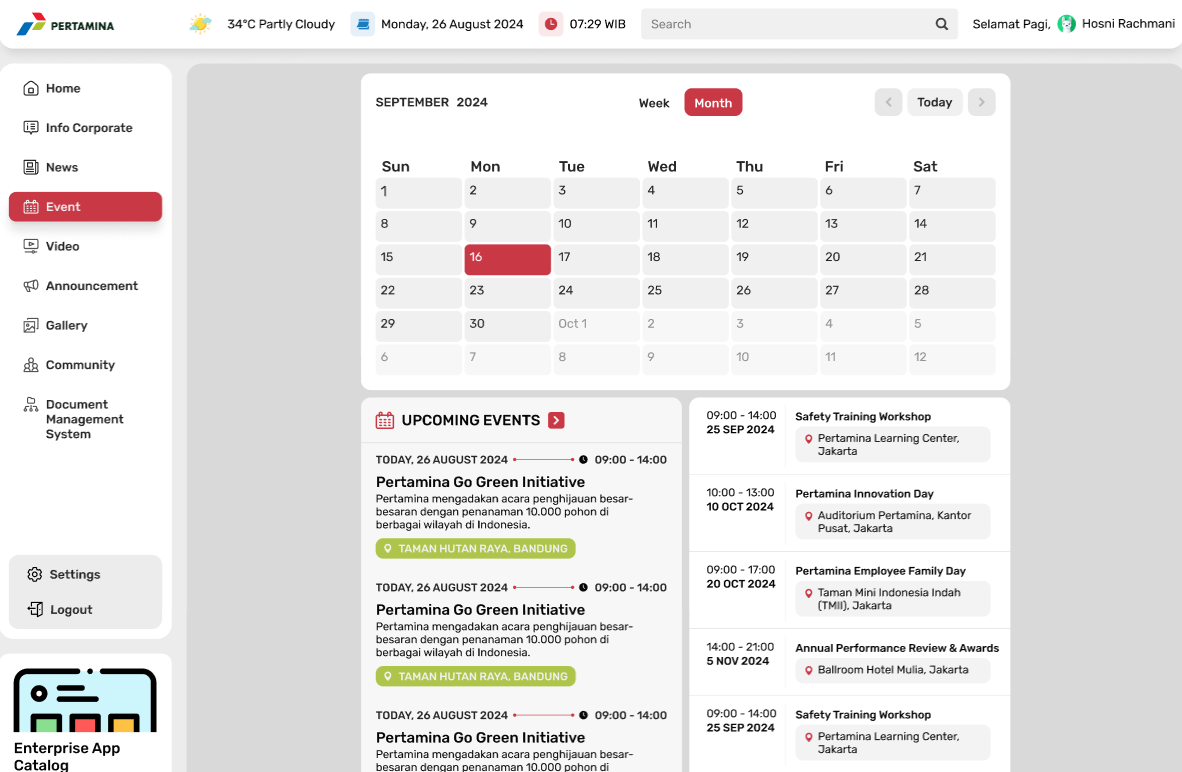 PERTAMINA
34°C Partly Cloudy
Monday, 26 August 2024
07:29 WIB
Search
Selamat Pagi,
Hosni Rachmani
Home
Info Corporate
News
Event
Video
Announcement
Gallery
Community
Document
Management
System
Settings
Logout
Enterprise App
Catalog
SEPTEMBER 2024
Week
Month
Today
Sun Mon Tue Wed Thu Fri Sat
1 2 3 4 5 6 7
8 9 10 11 12 13 14
15 16 17 18 19 20 21
22 23 24 25 26 27 28
29 30 Oct 1 2 3 4 5
6 7 8 9 10 11 12
UPCOMING EVENTS
TODAY, 26 AUGUST 2024 09:00 - 14:00
Pertamina Go Green Initiative
Pertamina mengadakan acara penghijauan besar-
besaran dengan penanaman 10.000 pohon di
berbagai wilayah di Indonesia.
TAMAN HUTAN RAYA, BANDUNG
TODAY, 26 AUGUST 2024 09:00 - 14:00
Pertamina Go Green Initiative
Pertamina mengadakan acara penghijauan besar-
besaran dengan penanaman 10.000 pohon di
berbagai wilayah di Indonesia.
TAMAN HUTAN RAYA, BANDUNG
TODAY, 26 AUGUST 2024 09:00 - 14:00
Pertamina Go Green Initiative
Pertamina mengadakan acara penghijauan besar-
besaran dengan penanaman 10.000 pohon di
09:00 - 14:00
25 SEP 2024
Safety Training Workshop
Pertamina Learning Center,
Jakarta
10:00 - 13:00
10 OCT 2024
Pertamina Innovation Day
Auditorium Pertamina, Kantor
Pusat, Jakarta
09:00 - 17:00
20 OCT 2024
Pertamina Employee Family Day
Taman Mini Indonesia Indah
(TMII), Jakarta
14:00 - 21:00
5 NOV 2024
Annual Performance Review & Awards
Ballroom Hotel Mulia, Jakarta
09:00 - 14:00
25 SEP 2024
Safety Training Workshop
Pertamina Learning Center,
Jakarta